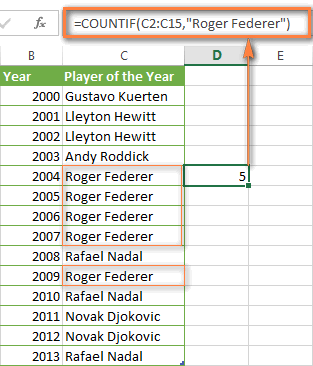 fx =COUNTIF(C2:C15,"Roger Federer")
B C D E
Year Player of the Year
2000 Gustavo Kuerten
2001 Lleyton Hewitt
2002 Lleyton Hewitt
2003 Andy Roddick
2004 Roger Federer 5
2005 Roger Federer
2006 Roger Federer
2007 Roger Federer
2008 Rafael Nadal
2009 Roger Federer
2010 Rafael Nadal
2011 Novak Djokovic
2012 Novak Djokovic
2013 Rafael Nadal